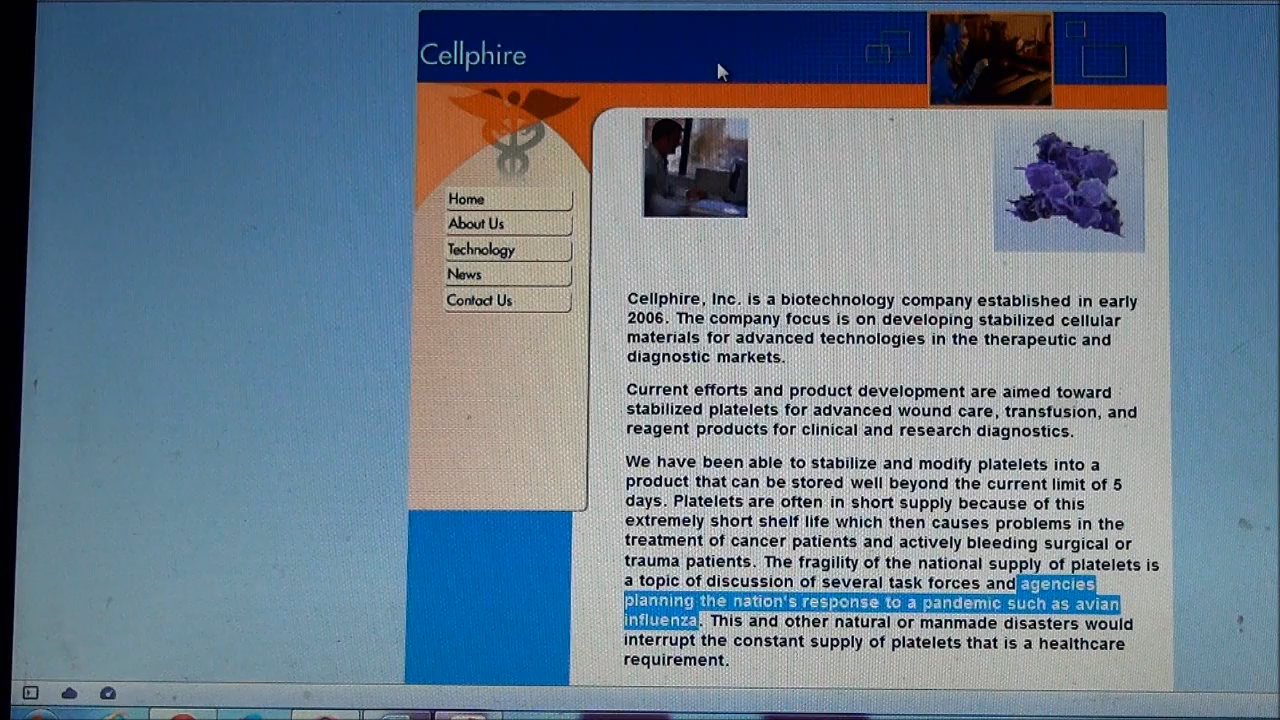 Cellphire
Home
About Us
Technology
News
Contact Us
Cellphire, Inc. is a biotechnology company established in early
2006. The company focus is on developing stabilized cellular
materials for advanced technologies in the therapeutic and
diagnostic markets.
Current efforts and product development are aimed toward
stabilized platelets for advanced wound care, transfusion, and
reagent products for clinical and research diagnostics.
We have been able to stabilize and modify platelets into a
product that can be stored well beyond the current limit of 5
days. Platelets are often in short supply because of this
extremely short shelf life which then causes problems in the
treatment of cancer patients and actively bleeding surgical or
trauma patients. The fragility of the national supply of platelets is
a topic of discussion of several task forces and agencies
planning the nation's response to a pandemic such as avian
influenza. This and other natural or manmade disasters would
interrupt the constant supply of platelets that is a healthcare
requirement.